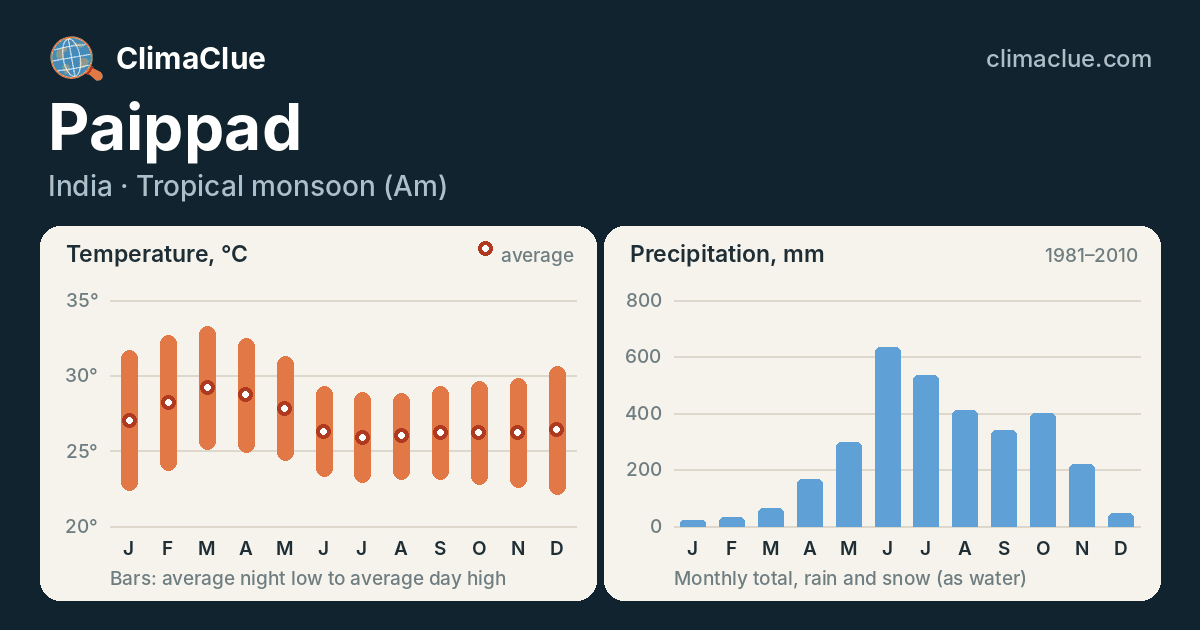 ClimaClue
climaclue.com
Paippad
India · Tropical monsoon (Am)
Temperature, °C
average
35°
30°
25°
20°
J F M A M J J A S O N D
Bars: average night low to average day high
Precipitation, mm
1981–2010
800
600
400
200
0
J F M A M J J A S O N D
Monthly total, rain and snow (as water)